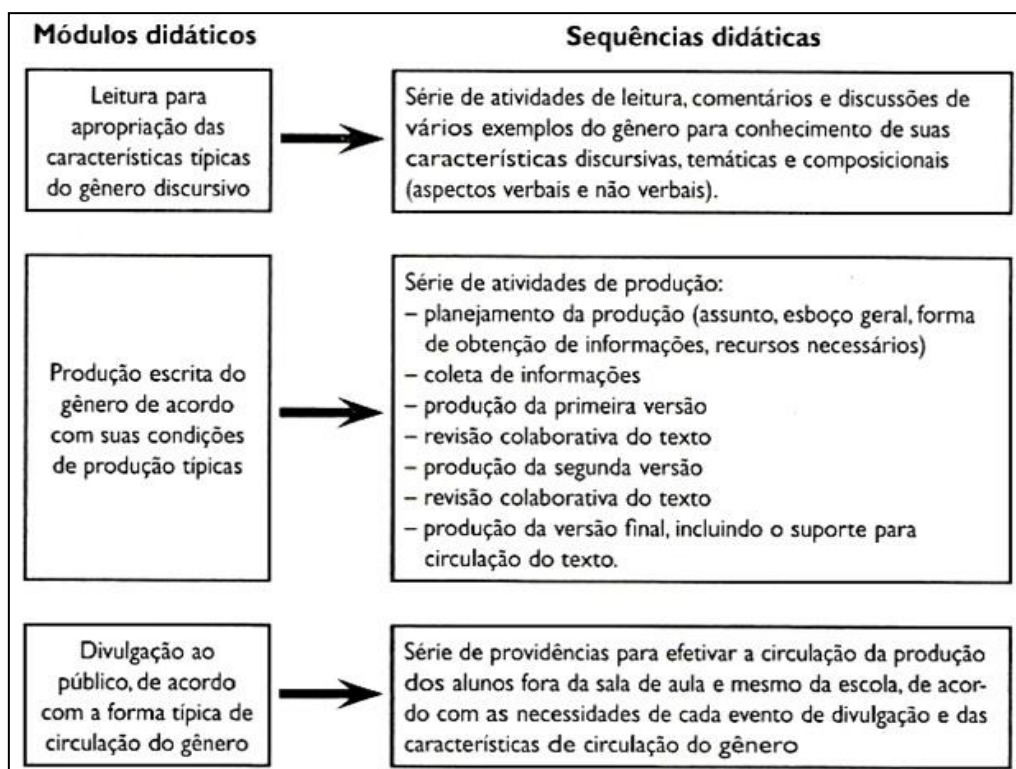 Módulos didáticos
Sequências didáticas
Leitura para
apropriação das
características típicas
do gênero discursivo
Série de atividades de leitura, comentários e discussões de
vários exemplos do gênero para conhecimento de suas
características discursivas, temáticas e composicionais
(aspectos verbais e não verbais).
Produção escrita do
gênero de acordo
com suas condições
de produção típicas
Série de atividades de produção:
– planejamento da produção (assunto, esboço geral, forma
de obtenção de informações, recursos necessários)
– coleta de informações
– produção da primeira versão
– revisão colaborativa do texto
– produção da segunda versão
– revisão colaborativa do texto
– produção da versão final, incluindo o suporte para
circulação do texto.
Divulgação ao
público, de acordo
com a forma típica de
circulação do gênero
Série de providências para efetivar a circulação da produção
dos alunos fora da sala de aula e mesmo da escola, de acor-
do com as necessidades de cada evento de divulgação e das
características de circulação do gênero